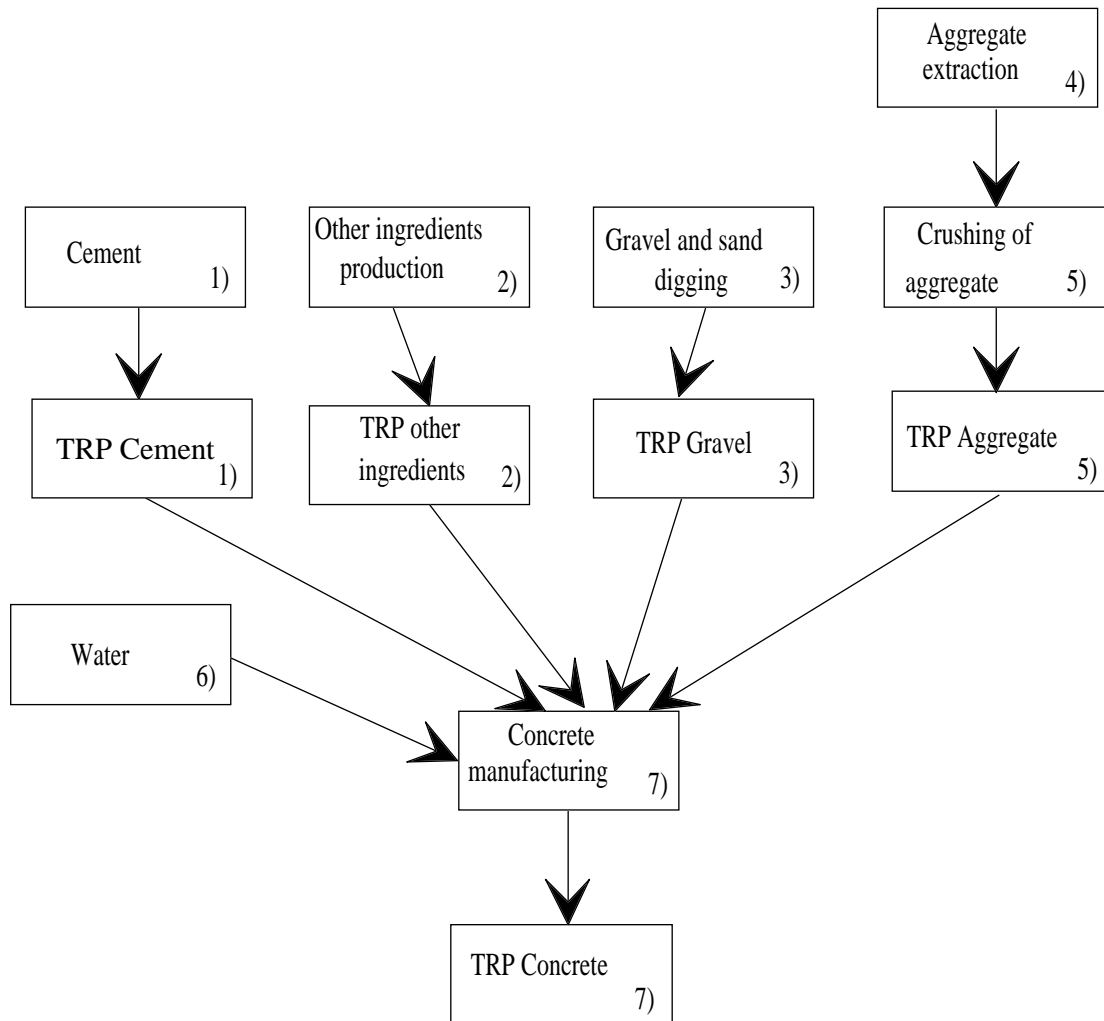 Aggregate
extraction
4)
Cement
1)
Other ingredients
production
2)
Gravel and sand
digging
3)
Crushing of
aggregate
5)
TRP Cement
1)
TRP other
ingredients
2)
TRP Gravel
3)
TRP Aggregate
5)
Water
6)
Concrete
manufacturing
7)
TRP Concrete
7)